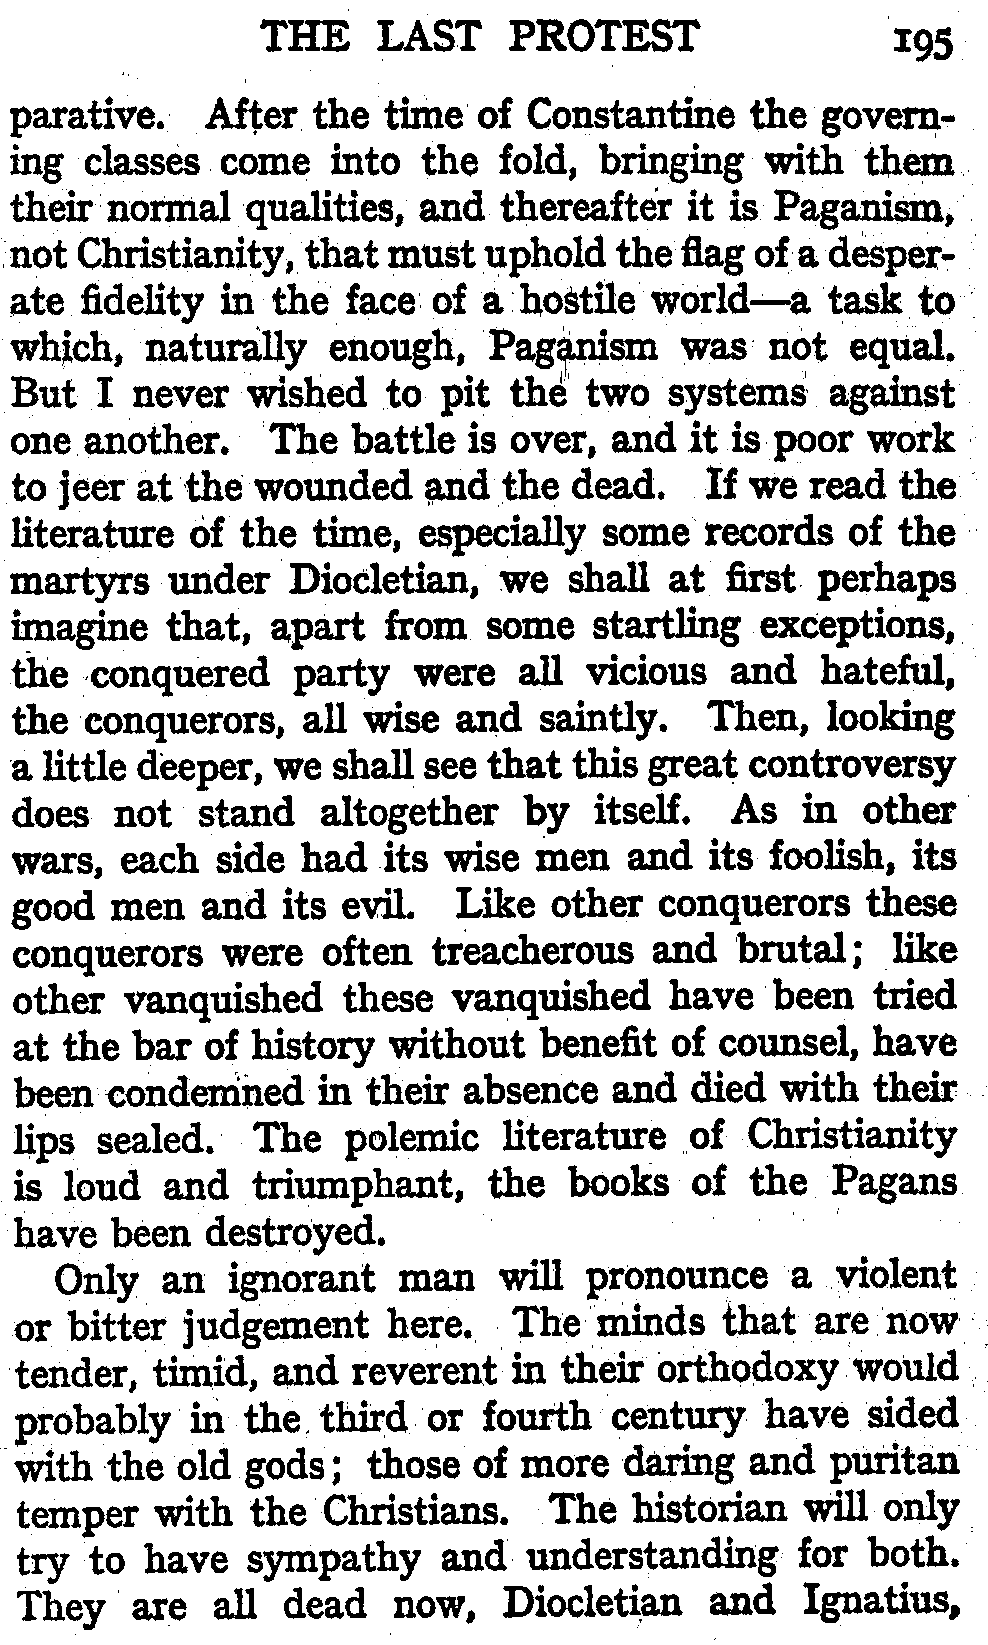 THE LAST PROTEST 195
parative. After the time of Constantine the govern-
ing classes come into the fold, bringing with them
their normal qualities, and thereafter it is Paganism,
not Christianity, that must uphold the flag of a desper-
ate fidelity in the face of a hostile world—a task to
which, naturally enough, Paganism was not equal.
But I never wished to pit the two systems against
one another. The battle is over, and it is poor work
to jeer at the wounded and the dead. If we read the
literature of the time, especially some records of the
martyrs under Diocletian, we shall at first perhaps
imagine that, apart from some startling exceptions,
the conquered party were all vicious and hateful,
the conquerors, all wise and saintly. Then, looking
a little deeper, we shall see that this great controversy
does not stand altogether by itself. As in other
wars, each side had its wise men and its foolish, its
good men and its evil. Like other conquerors these
conquerors were often treacherous and brutal; like
other vanquished these vanquished have been tried
at the bar of history without benefit of counsel, have
been condemned in their absence and died with their
lips sealed. The polemic literature of Christianity
is loud and triumphant, the books of the Pagans
have been destroyed.
Only an ignorant man will pronounce a violent
or bitter judgement here. The minds that are now
tender, timid, and reverent in their orthodoxy would
probably in the third or fourth century have sided
with the old gods; those of more daring and puritan
temper with the Christians. The historian will only
try to have sympathy and understanding for both.
They are all dead now, Diocletian and Ignatius,